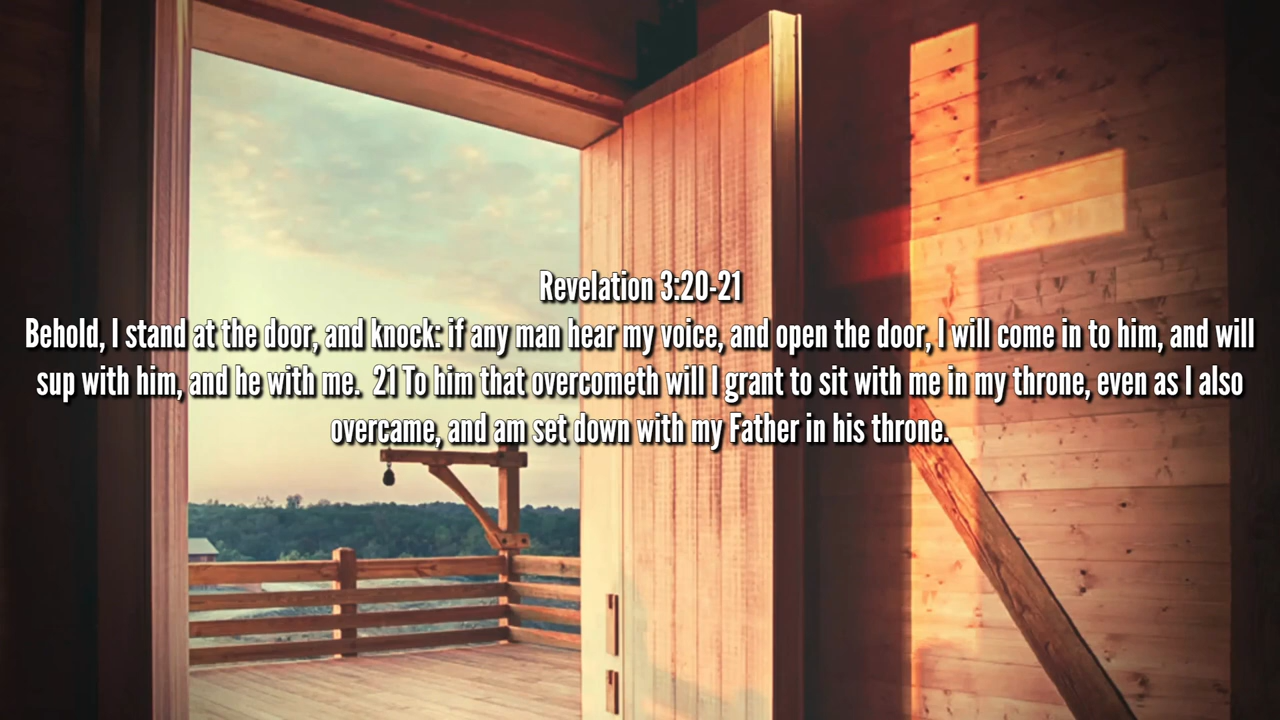 Revelation 3:20-21
Behold, I stand at the door, and knock: if any man hear my voice, and open the door, I will come in to him, and will
sup with him, and he with me.  21 To him that overcometh will I grant to sit with me in my throne, even as I also
overcame, and am set down with my Father in his throne.